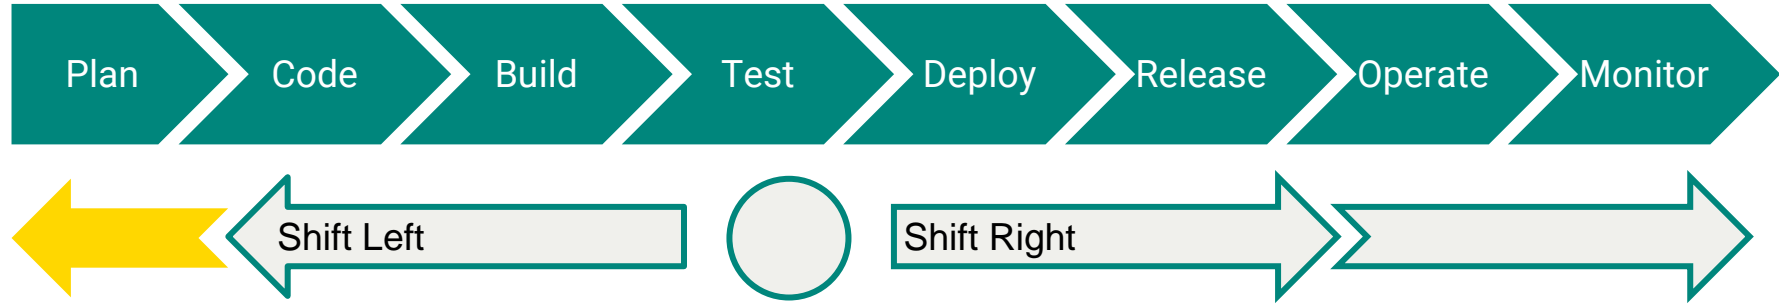 Plan Code Build Test Deploy Release Operate Monitor
Shift Left Shift Right